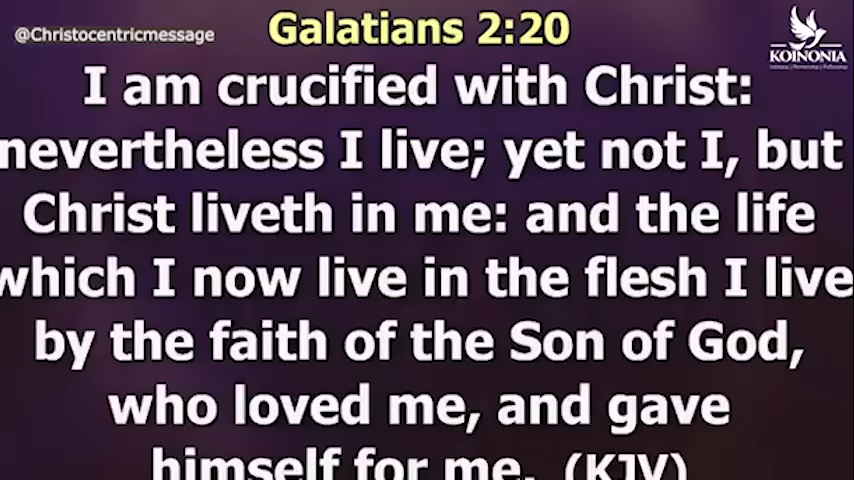 @Christocentricmessage
Galatians 2:20
KOINONIA
I am crucified with Christ:
nevertheless I live; yet not I, but
Christ liveth in me: and the life
which I now live in the flesh I live
by the faith of the Son of God,
who loved me, and gave
himself for me. (KJV)